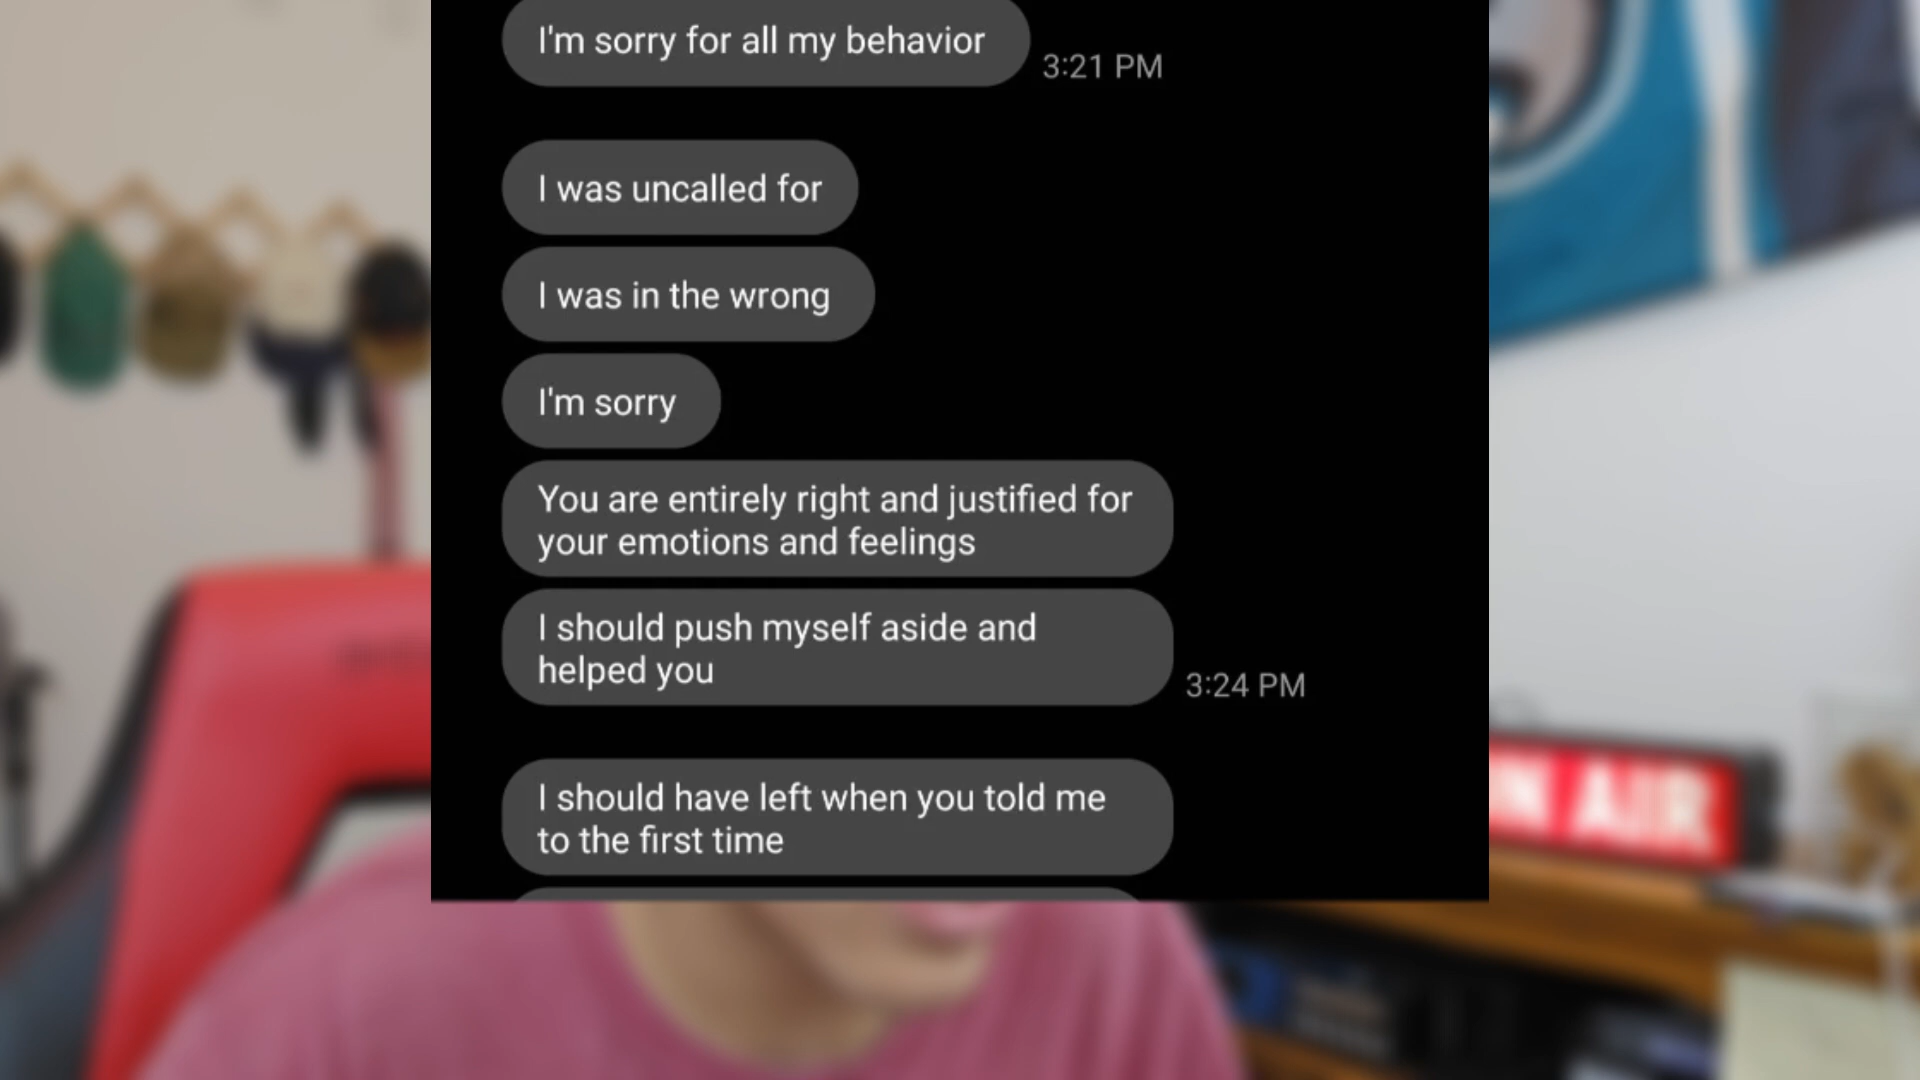 I'm sorry for all my behavior
3:21 PM
I was uncalled for
I was in the wrong
I'm sorry
You are entirely right and justified for
your emotions and feelings
I should push myself aside and
helped you
3:24 PM
I should have left when you told me
to the first time
N AIR